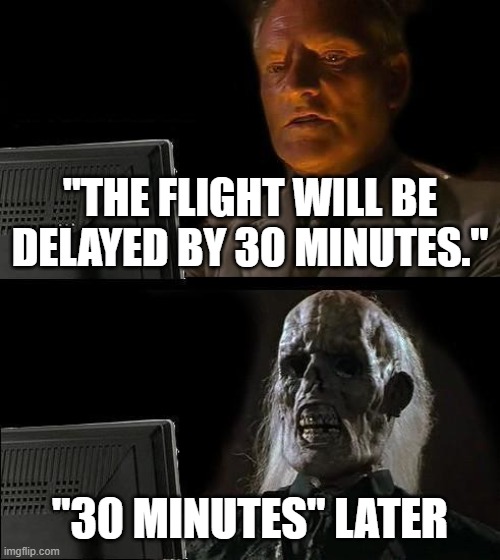 "THE FLIGHT WILL BE
DELAYED BY 30 MINUTES."
"30 MINUTES" LATER
imgflip.com